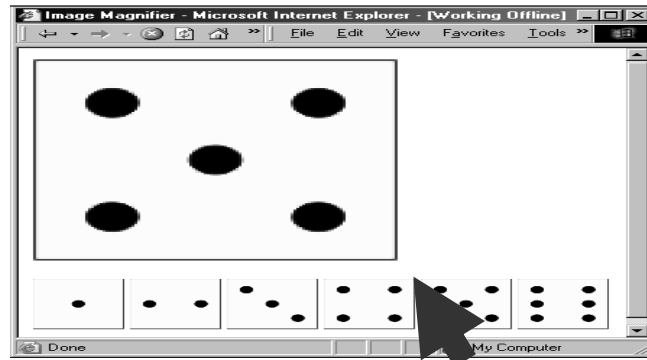 Image Magnifier - Microsoft Internet Explorer - [Working Offline]
File Edit View Favorites Tools
Done My Computer